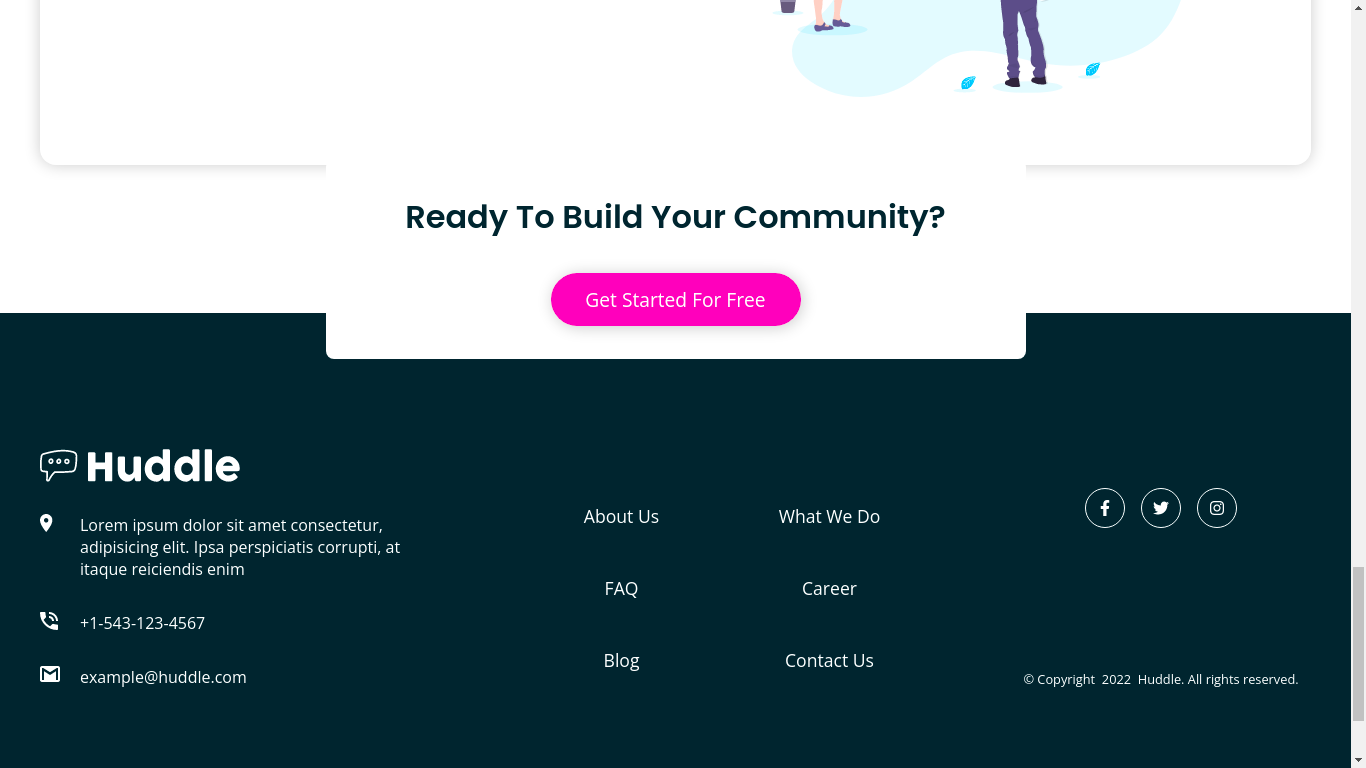 Ready To Build Your Community?
Get Started For Free
Huddle
Lorem ipsum dolor sit amet consectetur,
adipisicing elit. Ipsa perspiciatis corrupti, at
itaque reiciendis enim
+1-543-123-4567
example@huddle.com
About Us
What We Do
FAQ
Career
Blog
Contact Us
© Copyright 2022 Huddle. All rights reserved.